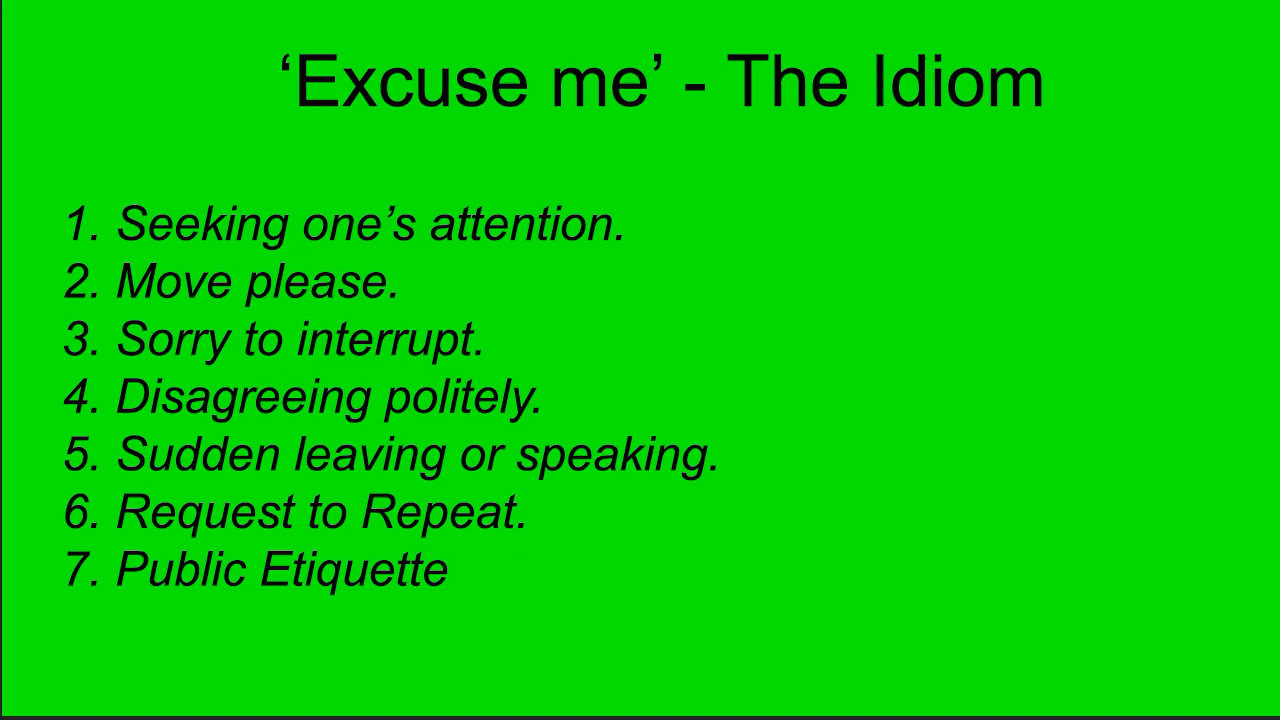 ‘Excuse me’ - The Idiom
1. Seeking one’s attention.
2. Move please.
3. Sorry to interrupt.
4. Disagreeing politely.
5. Sudden leaving or speaking.
6. Request to Repeat.
7. Public Etiquette